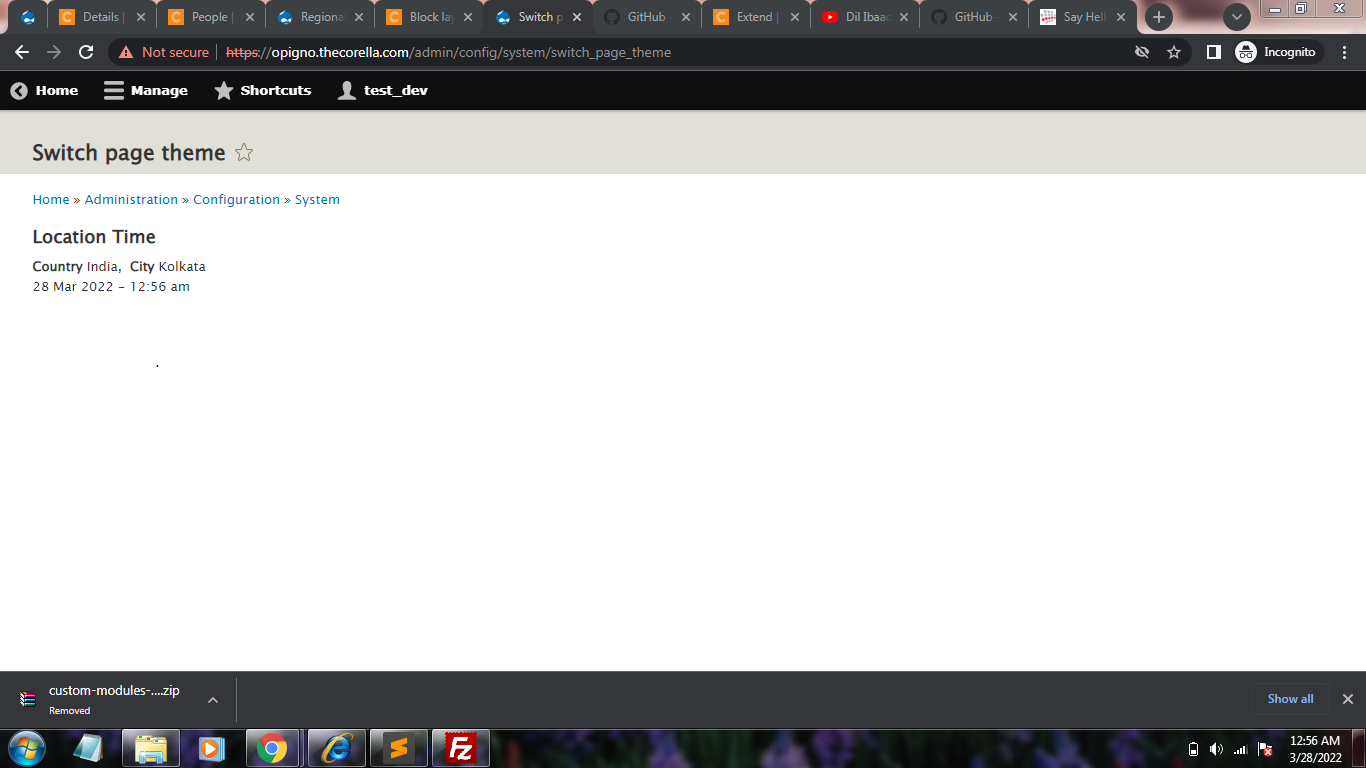 Details |
People |
Regiona
Block lay
Switch p
GitHub -
Extend |
Dil Ibaad
GitHub -
Say Hell
Not secure
https://opigno.thecorella.com/admin/config/system/switch_page_theme
Incognito
Home
Manage
Shortcuts
test_dev
Switch page theme
Home » Administration » Configuration » System
Location Time
Country India, City Kolkata
28 Mar 2022 - 12:56 am
.
custom-modules-....zip
Removed
Show all
12:56 AM
3/28/2022